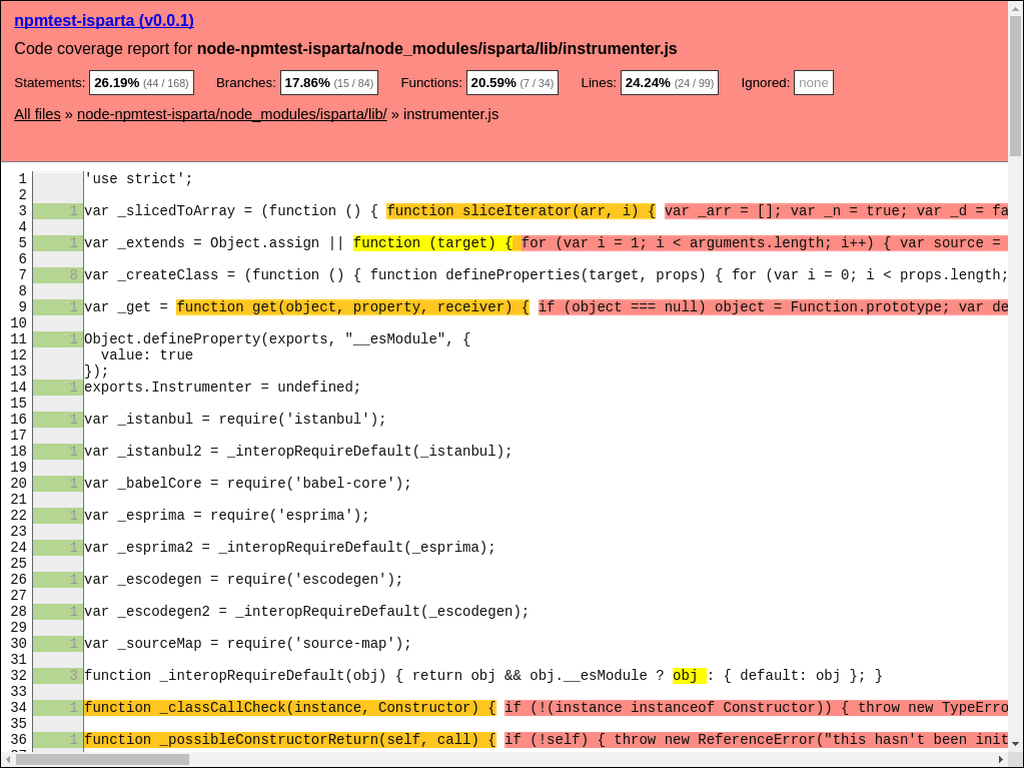 npmtest-isparta (v0.0.1)
Code coverage report for node-npmtest-isparta/node_modules/isparta/lib/instrumenter.js
Statements: 26.19% (44 / 168) Branches: 17.86% (15 / 84) Functions: 20.59% (7 / 34) Lines: 24.24% (24 / 99) Ignored: none
All files » node-npmtest-isparta/node_modules/isparta/lib/ » instrumenter.js
1 'use strict';
2
3 1 var _slicedToArray = (function () { function sliceIterator(arr, i) { var _arr = []; var _n = true; var _d = fa
4
5 1 var _extends = Object.assign || function (target) { for (var i = 1; i < arguments.length; i++) { var source =
6
7 8 var _createClass = (function () { function defineProperties(target, props) { for (var i = 0; i < props.length;
8
9 1 var _get = function get(object, property, receiver) { if (object === null) object = Function.prototype; var de
10
11 1 Object.defineProperty(exports, "__esModule", {
12 value: true
13 });
14 1 exports.Instrumenter = undefined;
15
16 1 var _istanbul = require('istanbul');
17
18 1 var _istanbul2 = _interopRequireDefault(_istanbul);
19
20 1 var _babelCore = require('babel-core');
21
22 1 var _esprima = require('esprima');
23
24 1 var _esprima2 = _interopRequireDefault(_esprima);
25
26 1 var _escodegen = require('escodegen');
27
28 1 var _escodegen2 = _interopRequireDefault(_escodegen);
29
30 1 var _sourceMap = require('source-map');
31
32 3 function _interopRequireDefault(obj) { return obj && obj.__esModule ? obj : { default: obj }; }
33
34 1 function _classCallCheck(instance, Constructor) { if (!(instance instanceof Constructor)) { throw new TypeErro
35
36 1 function _possibleConstructorReturn(self, call) { if (!self) { throw new ReferenceError("this hasn't been init